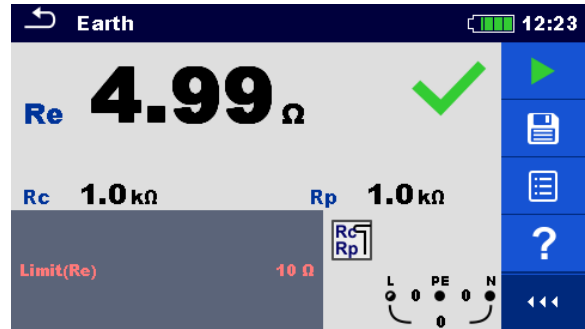 Earth 12:23
Re 4.99 Ω
Rc 1.0 kΩ Rp 1.0 kΩ
Limit(Re) 10 Ω
Rc
Rp
?
L PE N
0 0
0